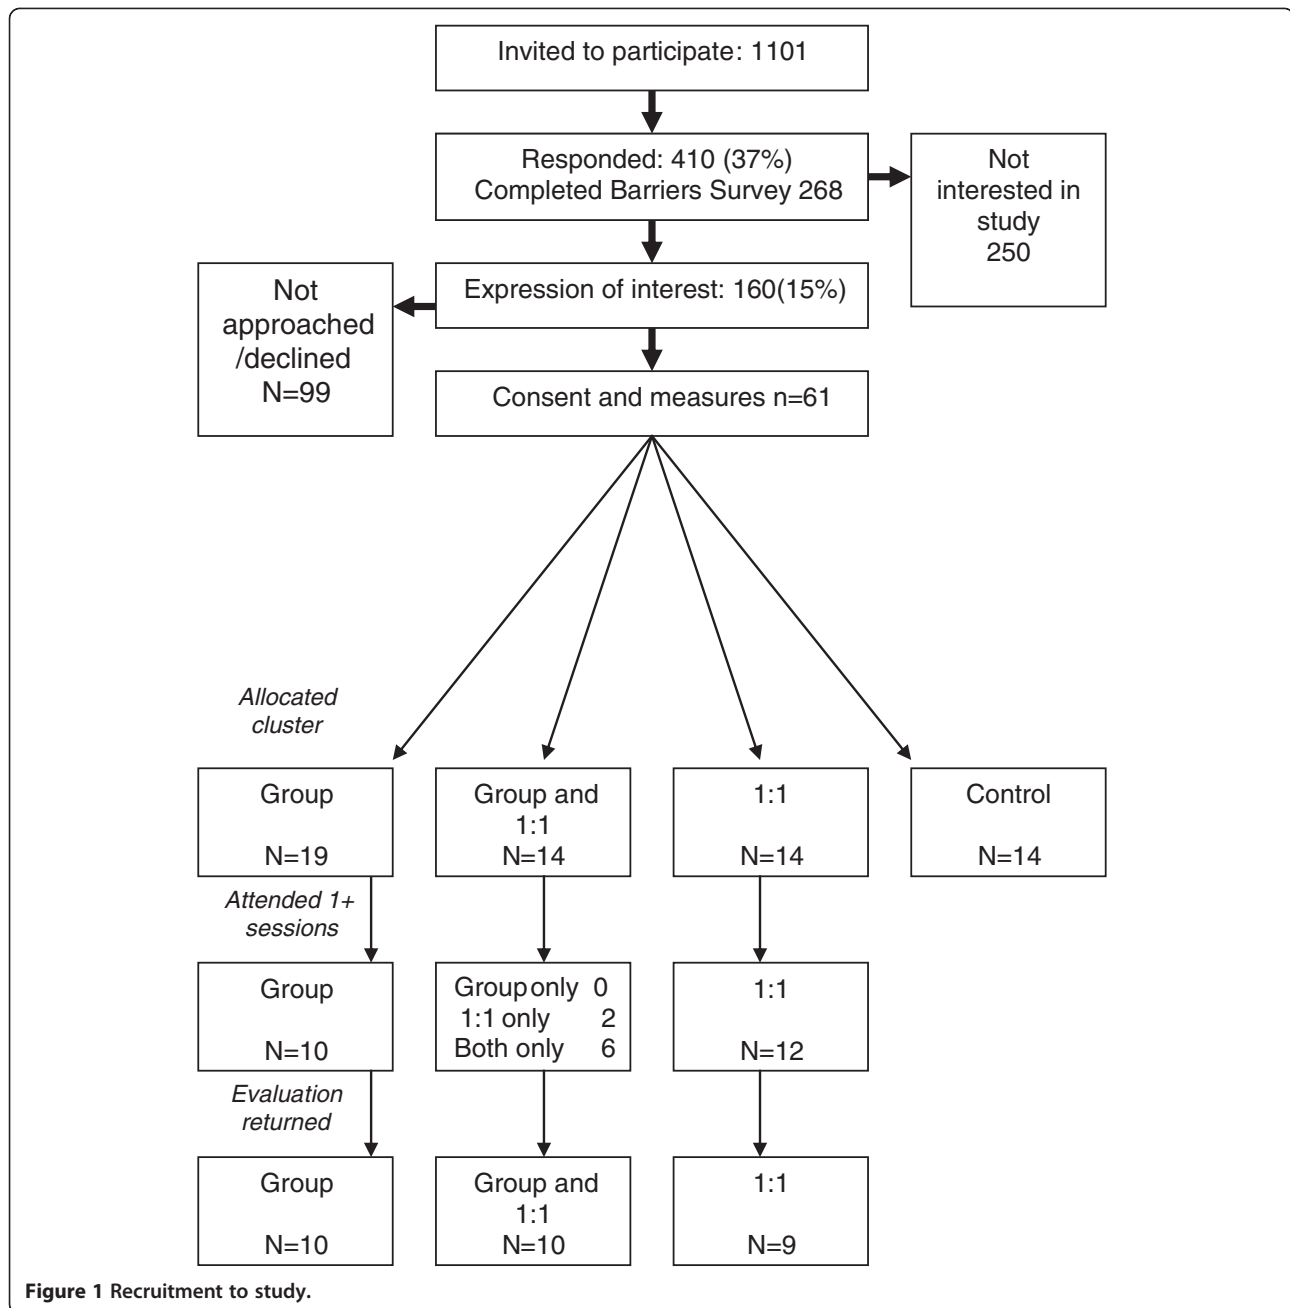 Invited to participate: 1101
Responded: 410 (37%)
Completed Barriers Survey 268
Not
interested in
study
250
Expression of interest: 160(15%)
Not
approached
/declined
N=99
Consent and measures n=61
Allocated
cluster
Group
N=19
Group and
1:1
N=14
1:1
N=14
Control
N=14
Attended 1+
sessions
Group
N=10
Group only 0
1:1 only 2
Both only 6
1:1
N=12
Evaluation
returned
Group
N=10
Group and
1:1
N=10
1:1
N=9
Figure 1 Recruitment to study.